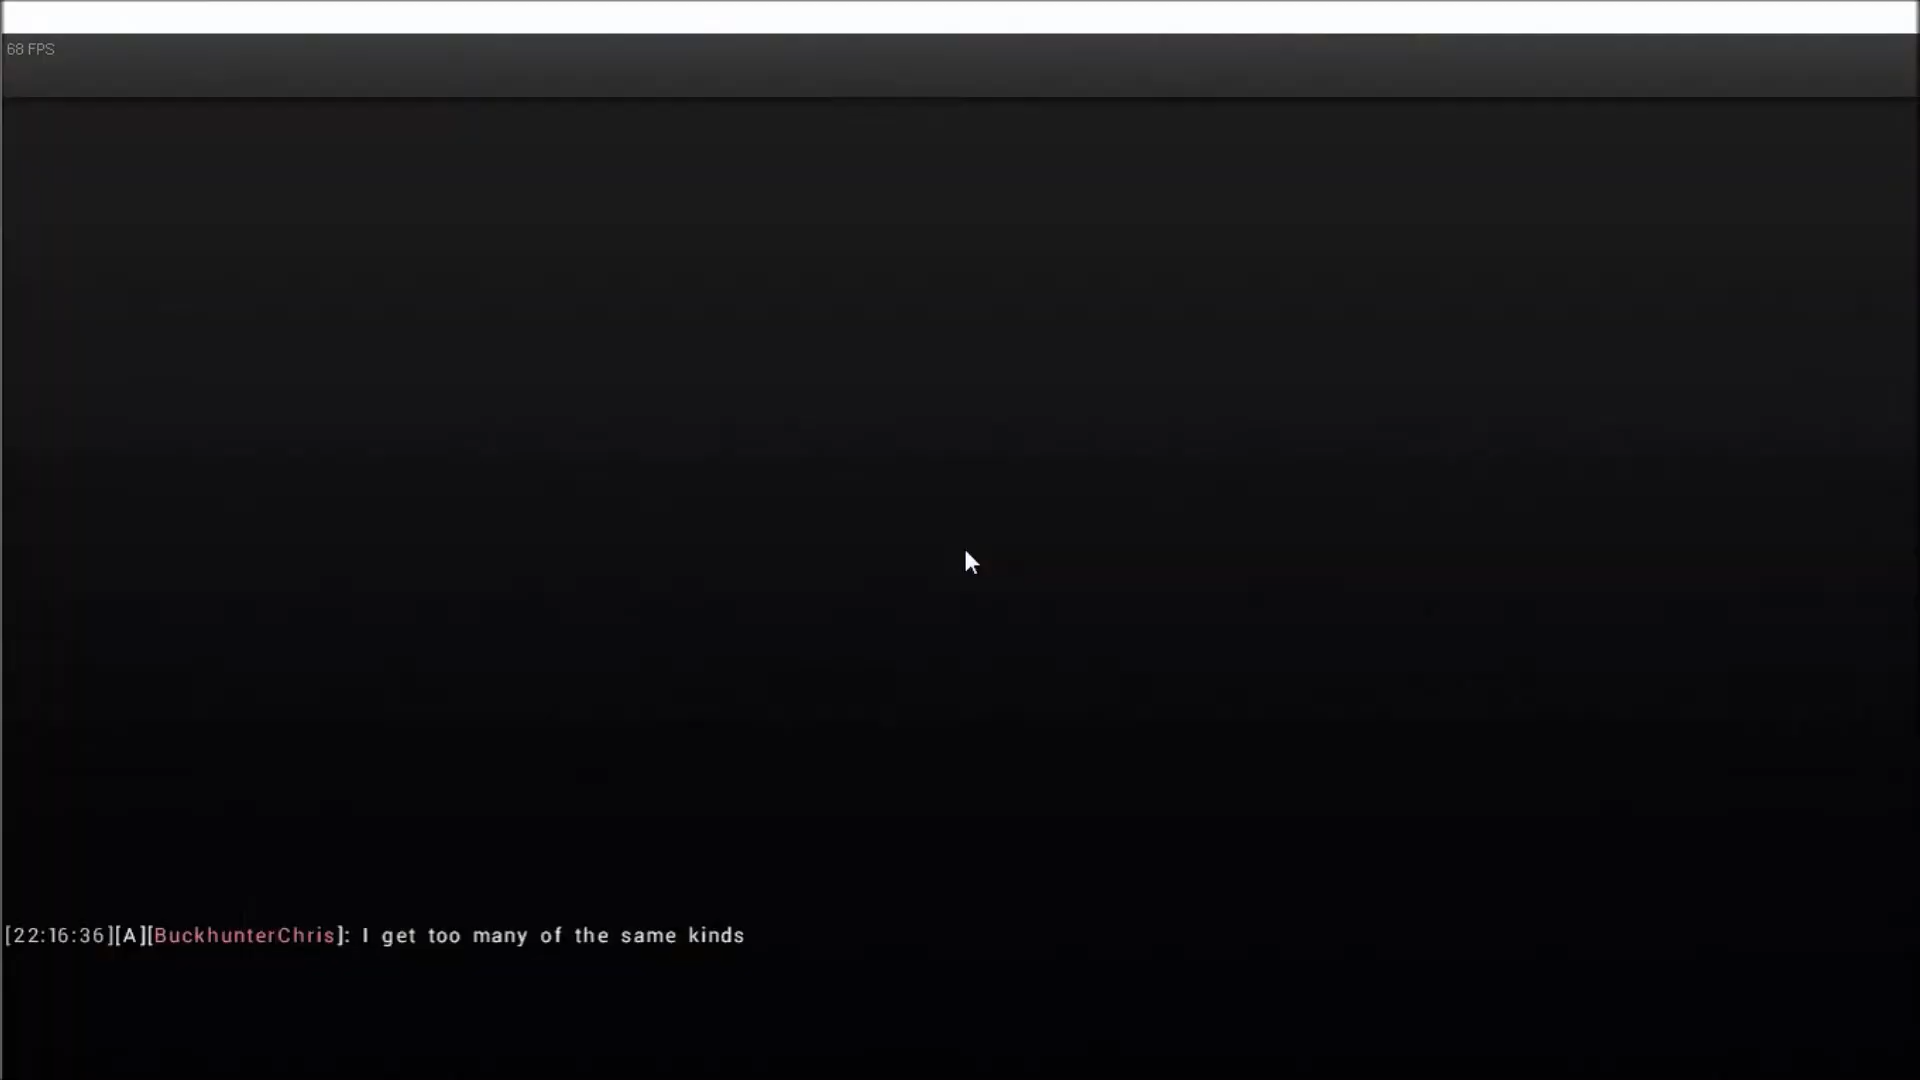 68 FPS
[22:16:36][A][BuckhunterChris]: I get too many of the same kinds